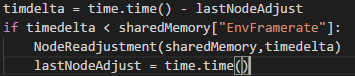 timdelta = time.time() - lastNodeAdjust
if timedelta < sharedMemory["EnvFramerate"]:
    NodeReadjustment(sharedMemory,timedelta)
    lastNodeAdjust = time.time()